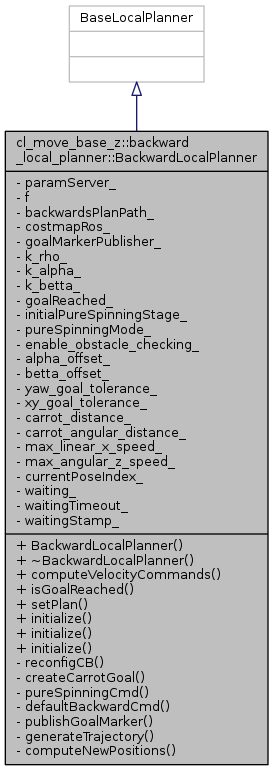 BaseLocalPlanner
cl_move_base_z::backward
_local_planner::BackwardLocalPlanner
- paramServer_
- f
- backwardsPlanPath_
- costmapRos_
- goalMarkerPublisher_
- k_rho_
- k_alpha_
- k_betta_
- goalReached_
- initialPureSpinningStage_
- pureSpinningMode_
- enable_obstacle_checking_
- alpha_offset_
- betta_offset_
- yaw_goal_tolerance_
- xy_goal_tolerance_
- carrot_distance_
- carrot_angular_distance_
- max_linear_x_speed_
- max_angular_z_speed_
- currentPoseIndex_
- waiting_
- waitingTimeout_
- waitingStamp_
+ BackwardLocalPlanner()
+ ~BackwardLocalPlanner()
+ computeVelocityCommands()
+ isGoalReached()
+ setPlan()
+ initialize()
+ initialize()
+ initialize()
- reconfigCB()
- createCarrotGoal()
- pureSpinningCmd()
- defaultBackwardCmd()
- publishGoalMarker()
- generateTrajectory()
- computeNewPositions()